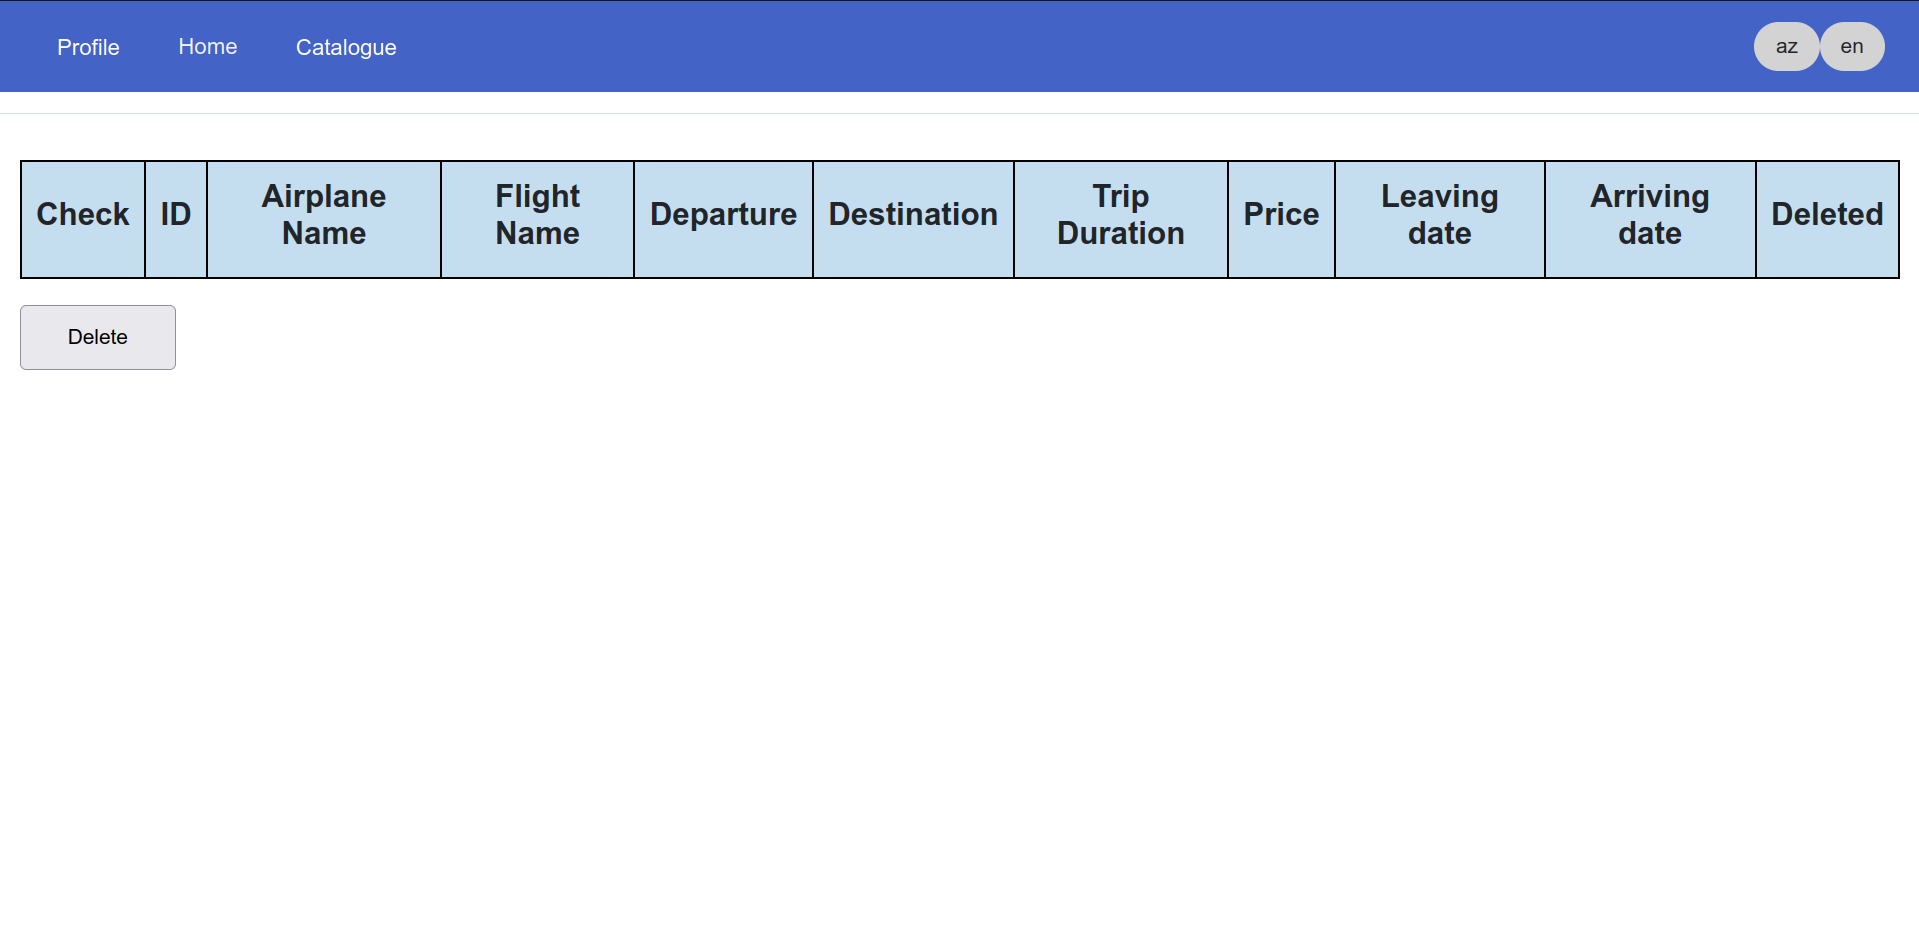 Profile Home Catalogue az en
Check ID Airplane Name Flight Name Departure Destination Trip Duration Price Leaving date Arriving date Deleted
Delete